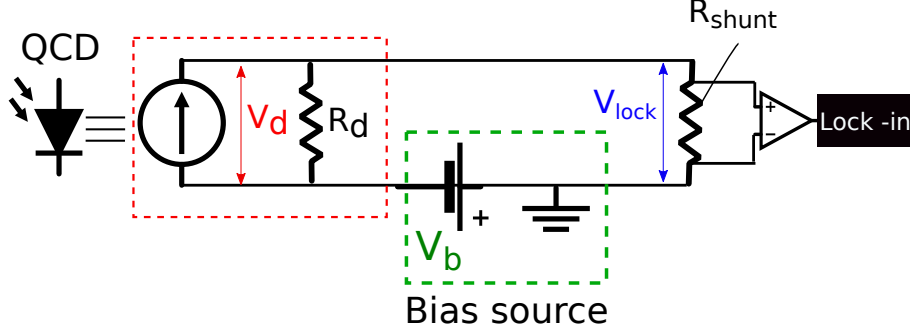 R_shunt
QCD
V_d
R_d
V_lock
+
−
Lock -in
+
V_b
Bias source